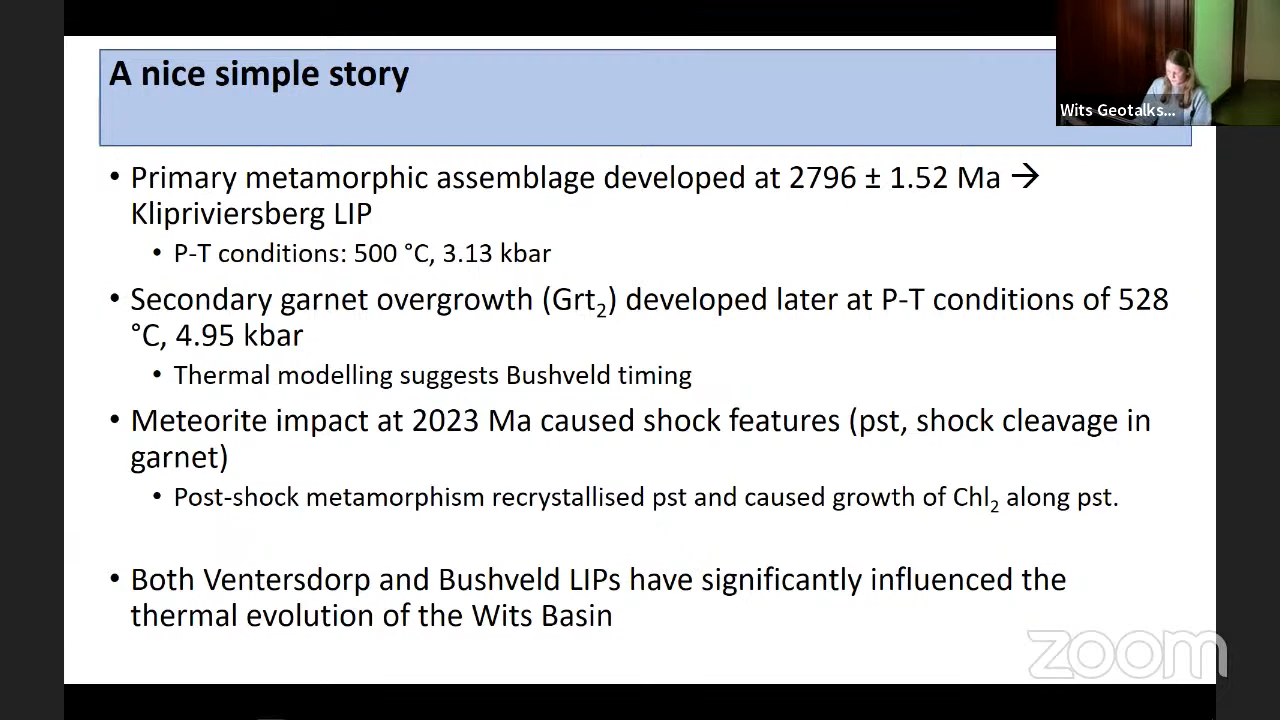 A nice simple story
Wits Geotalks...
• Primary metamorphic assemblage developed at 2796 ± 1.52 Ma →
Klipriviersberg LIP
• P-T conditions: 500 °C, 3.13 kbar
• Secondary garnet overgrowth (Grt₂) developed later at P-T conditions of 528
°C, 4.95 kbar
• Thermal modelling suggests Bushveld timing
• Meteorite impact at 2023 Ma caused shock features (pst, shock cleavage in
garnet)
• Post-shock metamorphism recrystallised pst and caused growth of Chl₂ along pst.
• Both Ventersdorp and Bushveld LIPs have significantly influenced the
thermal evolution of the Wits Basin
zoom